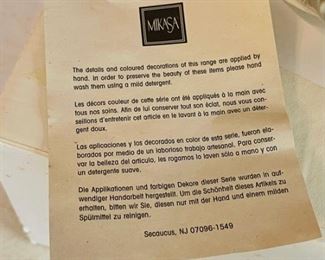 MIKASA
The details and coloured decorations of this range are applied by
hand. In order to preserve the beauty of these items please hand
wash them using a mild detergent.
Les décors couleur de cette série ont été appliqués à la main avec
tous nos soins. Afin de lui conserver tout son éclat, nous vous con-
seillons d'entretenir cet article en le lavant à la main avec un déter-
gent doux.
Las aplicaciones y los decorados en color de esta serie, fueron ela-
borados por medio de un laborioso trabajo artesanal. Para conser-
var la belleza del articulo, les rogamos la laven sólo a mano y con
un detergente suave.
Die Applikationen und farbigen Dekore dieser Serie wurden in auf-
wendiger Handarbeit hergestellt. Um die Schönheit dieses Artikels zu
erhalten, bitten wir Sie, diesen nur mit der Hand und einem milden
Spülmittel zu reinigen.
Secaucus, NJ 07096-1549